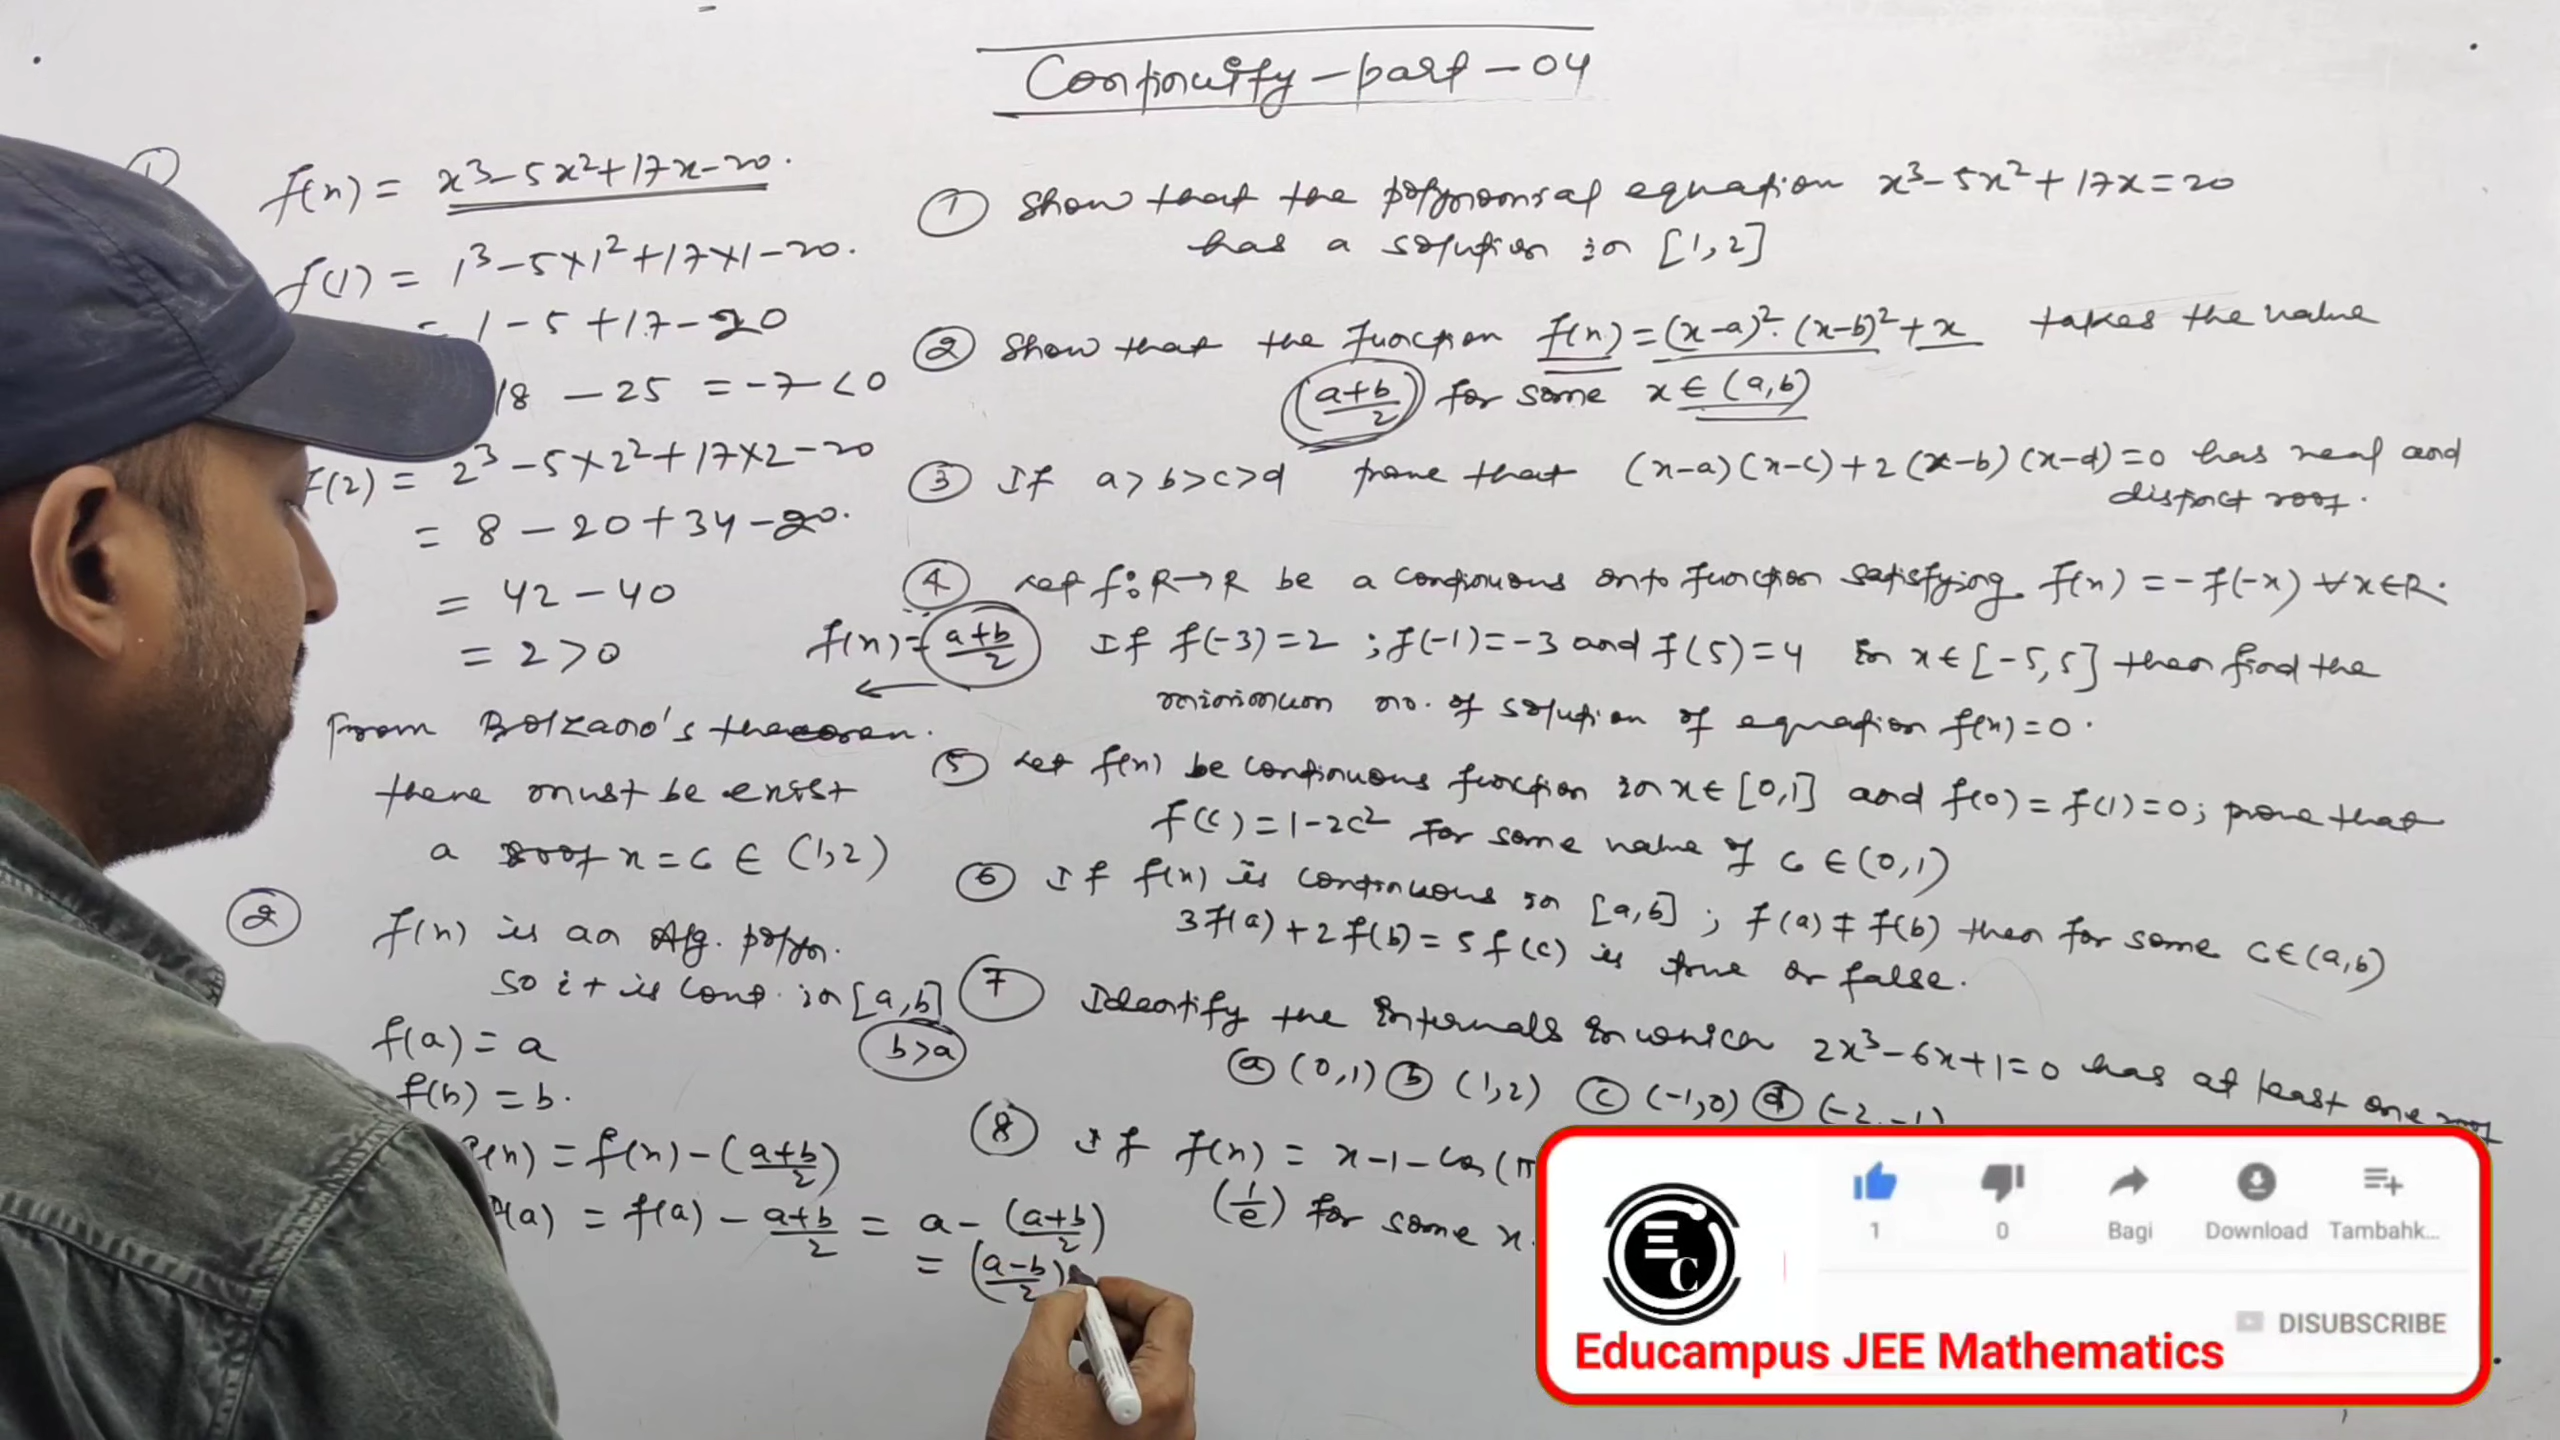 Continuity - part - 04
①
f(x) = x³ - 5x² + 17x - 20.
f(1) = 1³ - 5×1² + 17×1 - 20.
= 1 - 5 + 17 - 20
18 - 25 = -7 < 0
f(2) = 2³ - 5×2² + 17×2 - 20
= 8 - 20 + 34 - 20.
= 42 - 40
= 2 > 0
From Bolzano's theorem.
there must be exist
a root x = c ∈ (1,2)
②
f(x) is an Alg. polyn.
so it is cont. in [a,b]
b>a
f(a) = a
f(b) = b.
f(x) = f(x) - (a+b/2)
(a) = f(a) - a+b/2 = a - (a+b/2)
= (a-b/2)
f(x) = a+b/2
① Show that the polynomial equation x³ - 5x² + 17x = 20
has a solution in [1,2]
② Show that the function f(x) = (x-a)².(x-b)² + x takes the value
(a+b/2) for some x ∈ (a,b)
③ If a>b>c>d prove that (x-a)(x-c)+2(x-b)(x-d)=0 has real and
distinct root.
④ Let f: R→R be a continuous onto function satisfying f(x) = -f(-x) ∀ x∈R.
If f(-3)=2 ; f(-1)=-3 and f(5)=4 in x∈[-5,5] then find the
minimum no. of solution of equation f(x)=0.
⑤ Let f(x) be continuous function in x∈[0,1] and f(0)=f(1)=0; prove that
f(c) = 1-2c² for some value of c ∈(0,1)
⑥ If f(x) is continuous in [a,b] ; f(a) ≠ f(b) then for some c∈(a,b)
3f(a)+2f(b)=5f(c) is true or false.
⑦ Identify the intervals in which 2x³-6x+1=0 has at least one root
ⓐ (0,1) ⓑ (1,2) ⓒ (-1,0) ⓓ (-2,-1)
⑧ If f(x) = x-1-cos(π
(1/e) for some x
EC
1 0 Bagi Download Tambahk...
DISUBSCRIBE
Educampus JEE Mathematics